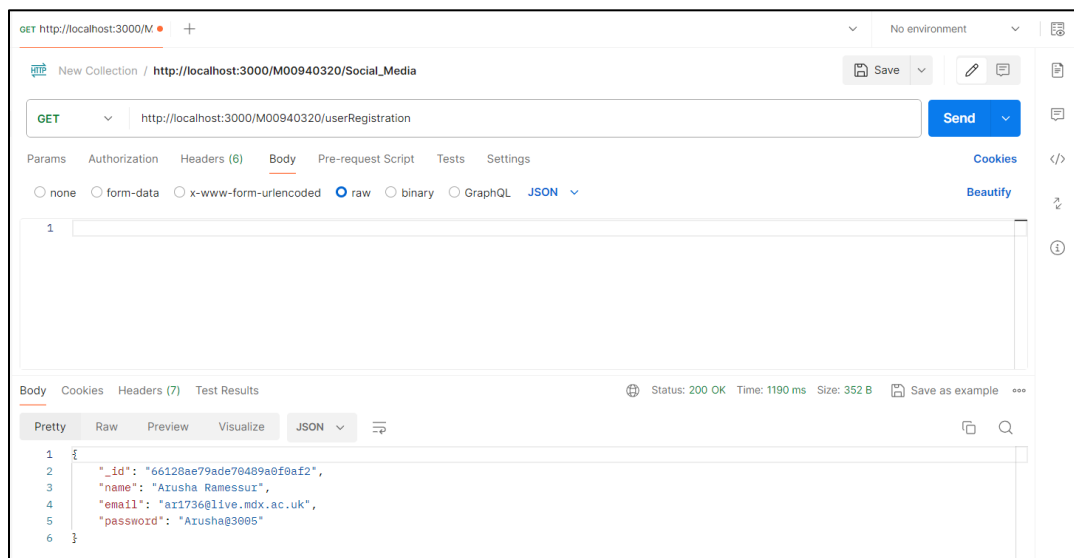 GET http://localhost:3000/M
No environment
New Collection / http://localhost:3000/M00940320/Social_Media
Save
GET http://localhost:3000/M00940320/userRegistration Send
Params Authorization Headers (6) Body Pre-request Script Tests Settings Cookies
none form-data x-www-form-urlencoded raw binary GraphQL JSON Beautify
1
Body Cookies Headers (7) Test Results Status: 200 OK Time: 1190 ms Size: 352 B Save as example
Pretty Raw Preview Visualize JSON
1 {
2 "_id": "66128ae79ade70489a0f0af2",
3 "name": "Arusha Ramessur",
4 "email": "ar1736@live.mdx.ac.uk",
5 "password": "Arusha@3005"
6 }